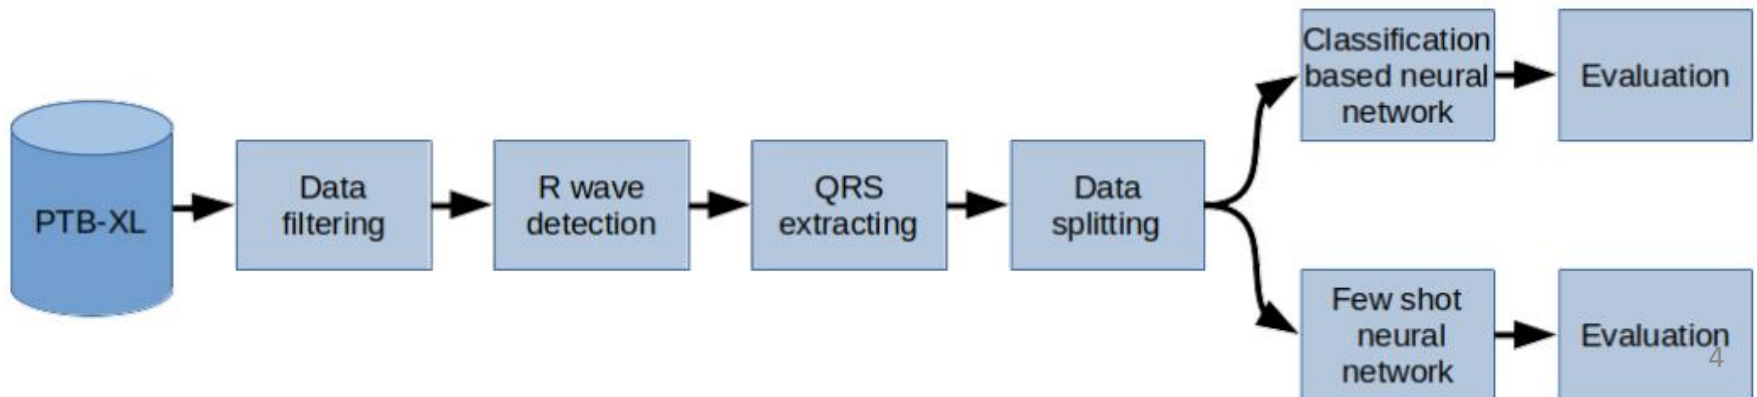 PTB-XL
Data
filtering
R wave
detection
QRS
extracting
Data
splitting
Classification
based neural
network
Evaluation
Few shot
neural
network
Evaluation
4